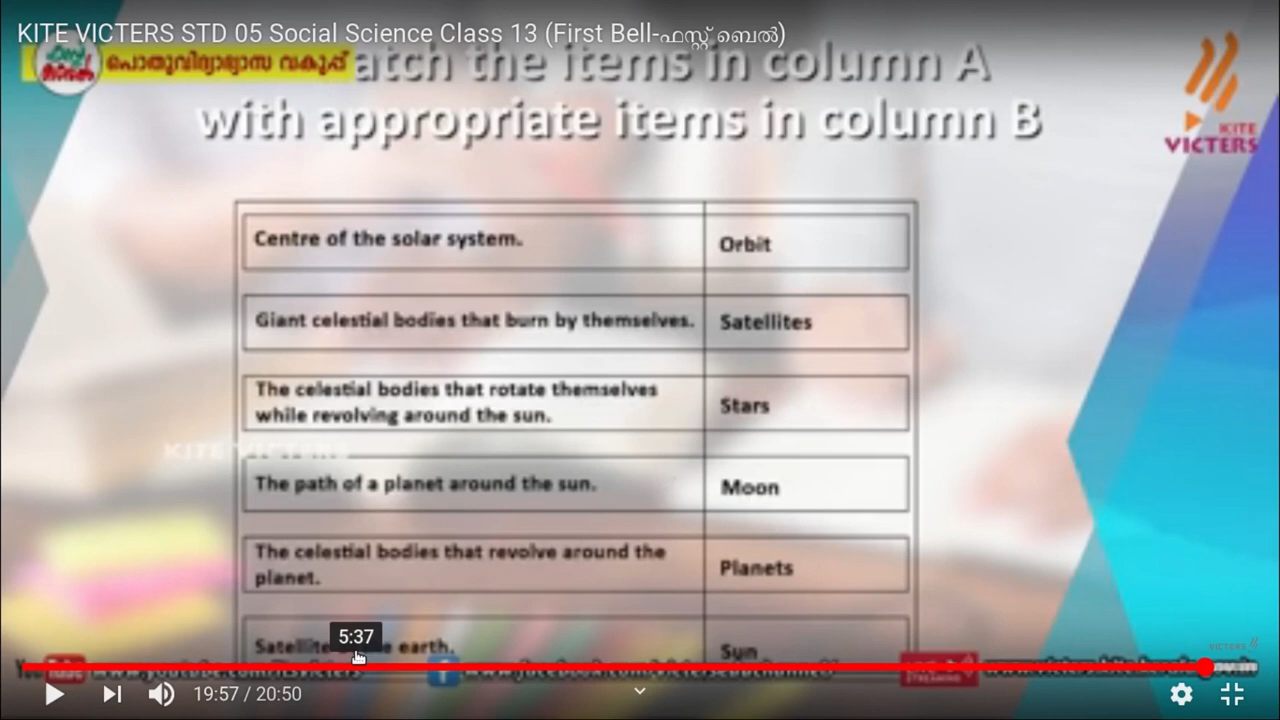 KITE VICTERS STD 05 Social Science Class 13 (First Bell-ഫസ്റ്റ് ബെൽ)
പൊതുവിദ്യാഭ്യാസ വകുപ്പ്
atch the items in column A
with appropriate items in column B
KITE
VICTERS
Centre of the solar system. Orbit
Giant celestial bodies that burn by themselves. Satellites
The celestial bodies that rotate themselves
while revolving around the sun. Stars
KITE VICTERS
The path of a planet around the sun. Moon
The celestial bodies that revolve around the
planet. Planets
5:37
Satellite earth. Sun
19:57 / 20:50